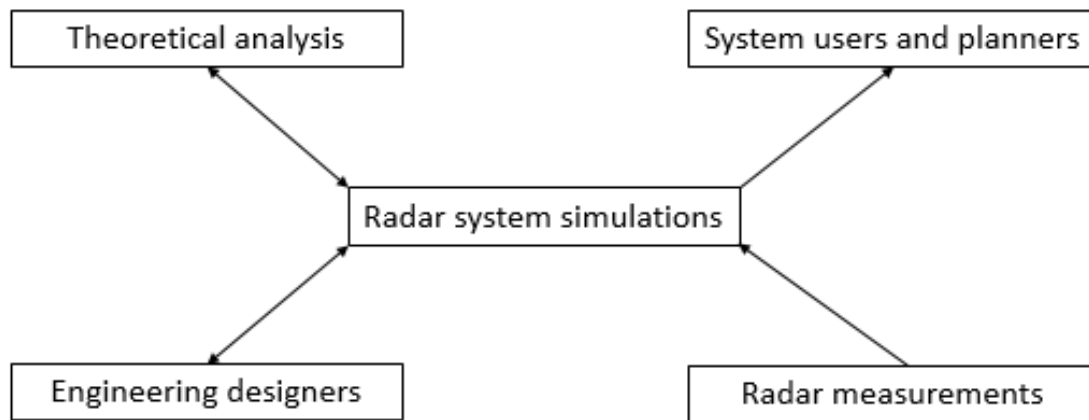 Theoretical analysis
System users and planners
Radar system simulations
Engineering designers
Radar measurements